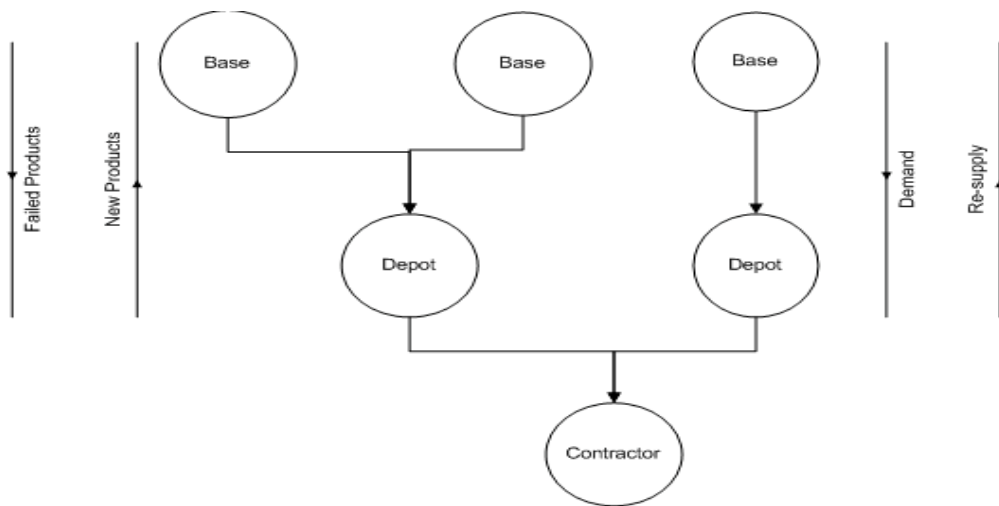 Base
Base
Base
Failed Products
New Products
Demand
Re-supply
Depot
Depot
Contractor